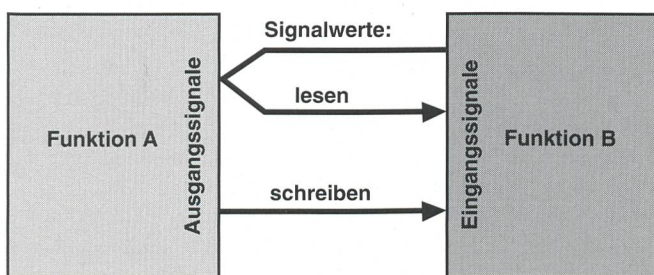 Signalwerte:
lesen
Funktion A
Ausgangssignale
Eingangssignale
Funktion B
schreiben